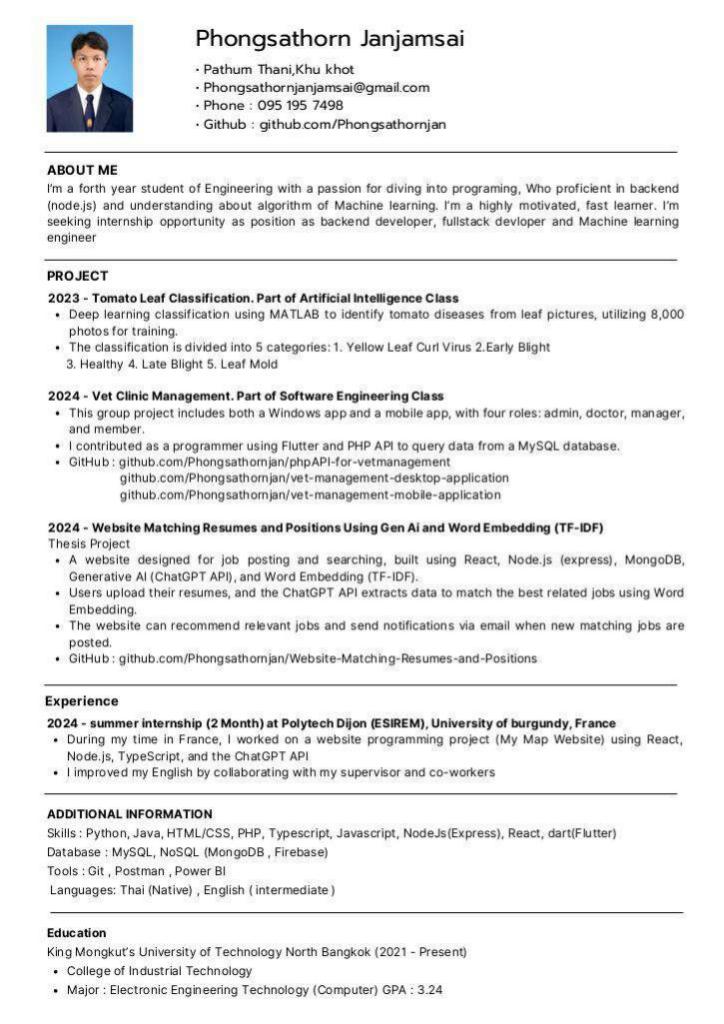 Phongsathorn Janjamsai
• Pathum Thani,Khu khot
• Phongsathornjanjamsai@gmail.com
• Phone : 095 195 7498
• Github : github.com/Phongsathornjan
ABOUT ME
I'm a forth year student of Engineering with a passion for diving into programing, Who proficient in backend
(node.js) and understanding about algorithm of Machine learning. I'm a highly motivated, fast learner. I'm
seeking internship opportunity as position as backend developer, fullstack devloper and Machine learning
engineer
PROJECT
2023 - Tomato Leaf Classification. Part of Artificial Intelligence Class
• Deep learning classification using MATLAB to identify tomato diseases from leaf pictures, utilizing 8,000
photos for training.
• The classification is divided into 5 categories: 1. Yellow Leaf Curl Virus 2.Early Blight
3. Healthy 4. Late Blight 5. Leaf Mold
2024 - Vet Clinic Management. Part of Software Engineering Class
• This group project includes both a Windows app and a mobile app, with four roles: admin, doctor, manager,
and member.
• I contributed as a programmer using Flutter and PHP API to query data from a MySQL database.
• GitHub : github.com/Phongsathornjan/phpAPI-for-vetmanagement
github.com/Phongsathornjan/vet-management-desktop-application
github.com/Phongsathornjan/vet-management-mobile-application
2024 - Website Matching Resumes and Positions Using Gen Ai and Word Embedding (TF-IDF)
Thesis Project
• A website designed for job posting and searching, built using React, Node.js (express), MongoDB,
Generative AI (ChatGPT API), and Word Embedding (TF-IDF).
• Users upload their resumes, and the ChatGPT API extracts data to match the best related jobs using Word
Embedding.
• The website can recommend relevant jobs and send notifications via email when new matching jobs are
posted.
• GitHub : github.com/Phongsathornjan/Website-Matching-Resumes-and-Positions
Experience
2024 - summer internship (2 Month) at Polytech Dijon (ESIREM), University of burgundy, France
• During my time in France, I worked on a website programming project (My Map Website) using React,
Node.js, TypeScript, and the ChatGPT API
• I improved my English by collaborating with my supervisor and co-workers
ADDITIONAL INFORMATION
Skills : Python, Java, HTML/CSS, PHP, Typescript, Javascript, NodeJs(Express), React, dart(Flutter)
Database : MySQL, NoSQL (MongoDB , Firebase)
Tools : Git , Postman , Power BI
Languages: Thai (Native) , English ( intermediate )
Education
King Mongkut's University of Technology North Bangkok (2021 - Present)
• College of Industrial Technology
• Major : Electronic Engineering Technology (Computer) GPA : 3.24